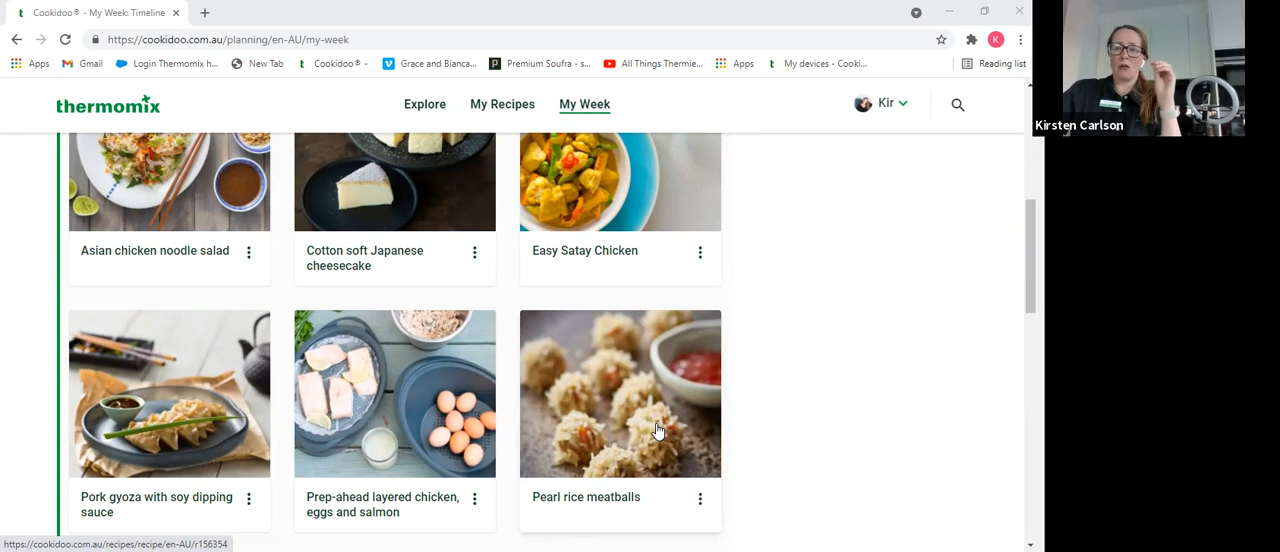 Cookidoo® - My Week: Timeline
https://cookidoo.com.au/planning/en-AU/my-week
K
Apps
Gmail
Login Thermomix h...
New Tab
Cookidoo® -
Grace and Bianca...
Premium Soufra - s...
All Things Thermie...
Apps
My devices - Cooki...
Reading list
thermomix
Explore
My Recipes
My Week
Kir
Kirsten Carlson
Asian chicken noodle salad
Cotton soft Japanese
cheesecake
Easy Satay Chicken
Pork gyoza with soy dipping
sauce
Prep-ahead layered chicken,
eggs and salmon
Pearl rice meatballs
https://cookidoo.com.au/recipes/recipe/en-AU/r156354